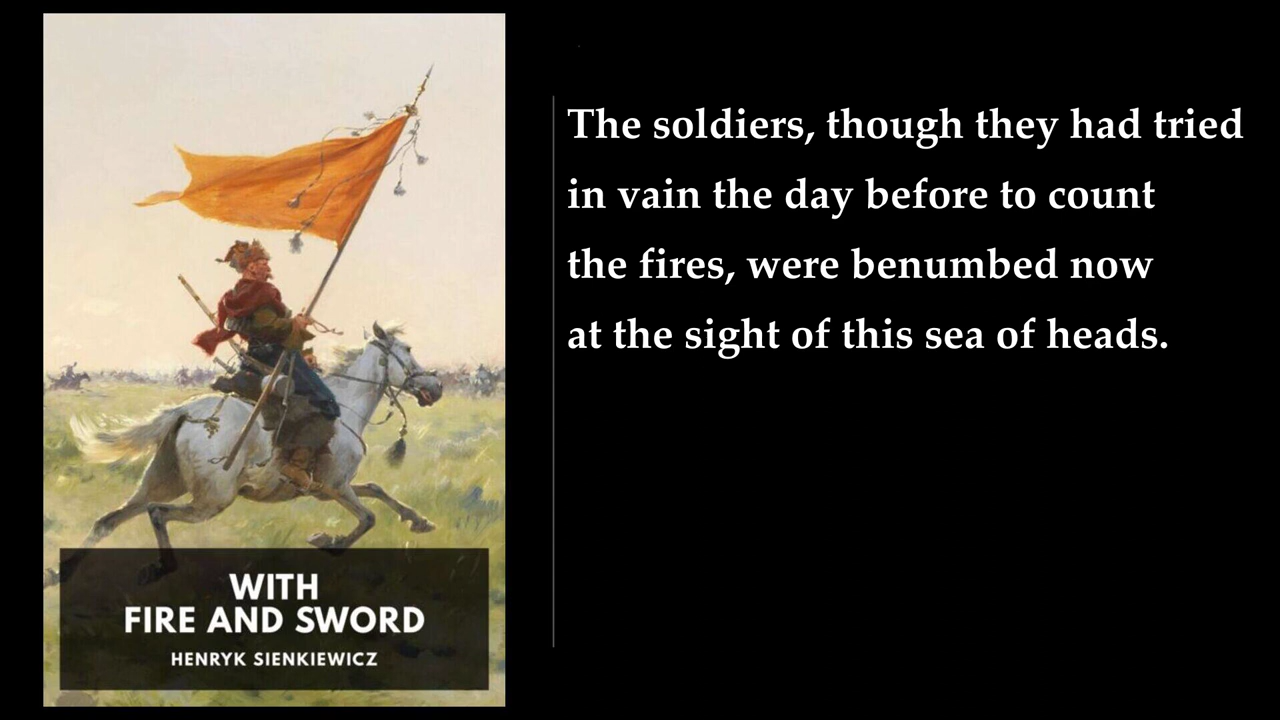 The soldiers, though they had tried
in vain the day before to count
the fires, were benumbed now
at the sight of this sea of heads.
WITH
FIRE AND SWORD
HENRYK SIENKIEWICZ